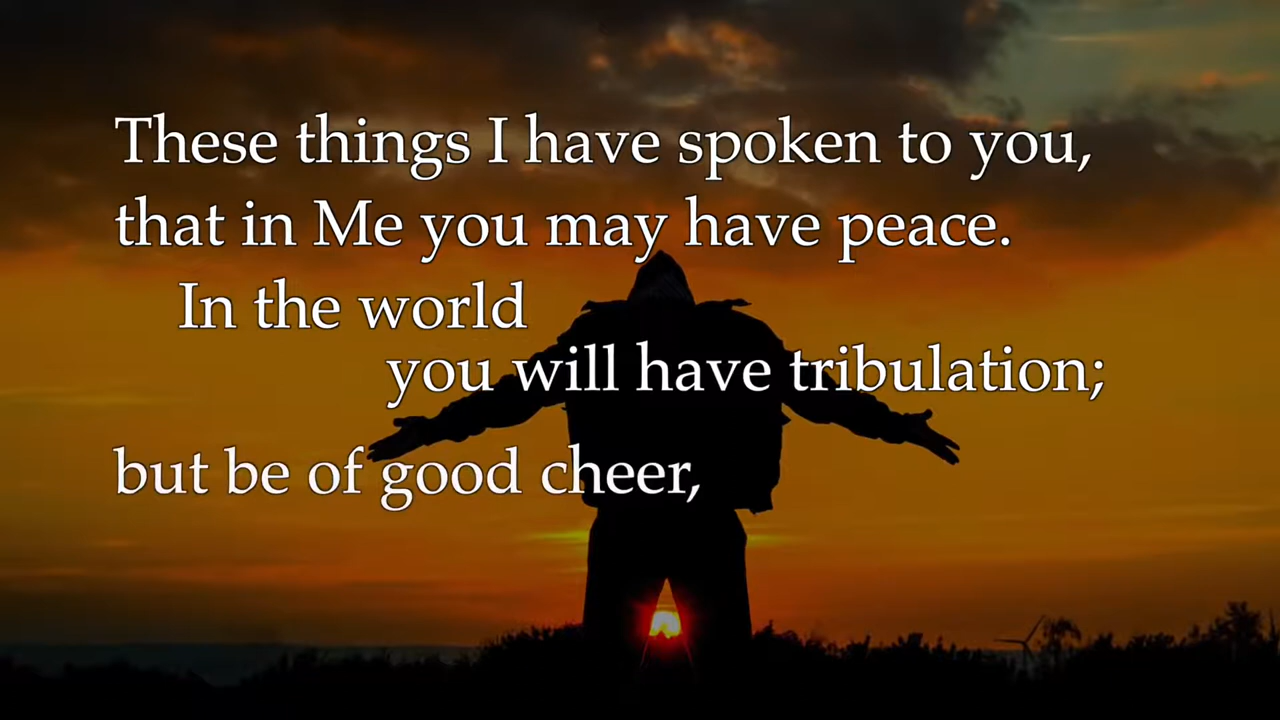 These things I have spoken to you,
that in Me you may have peace.
In the world
you will have tribulation;
but be of good cheer,